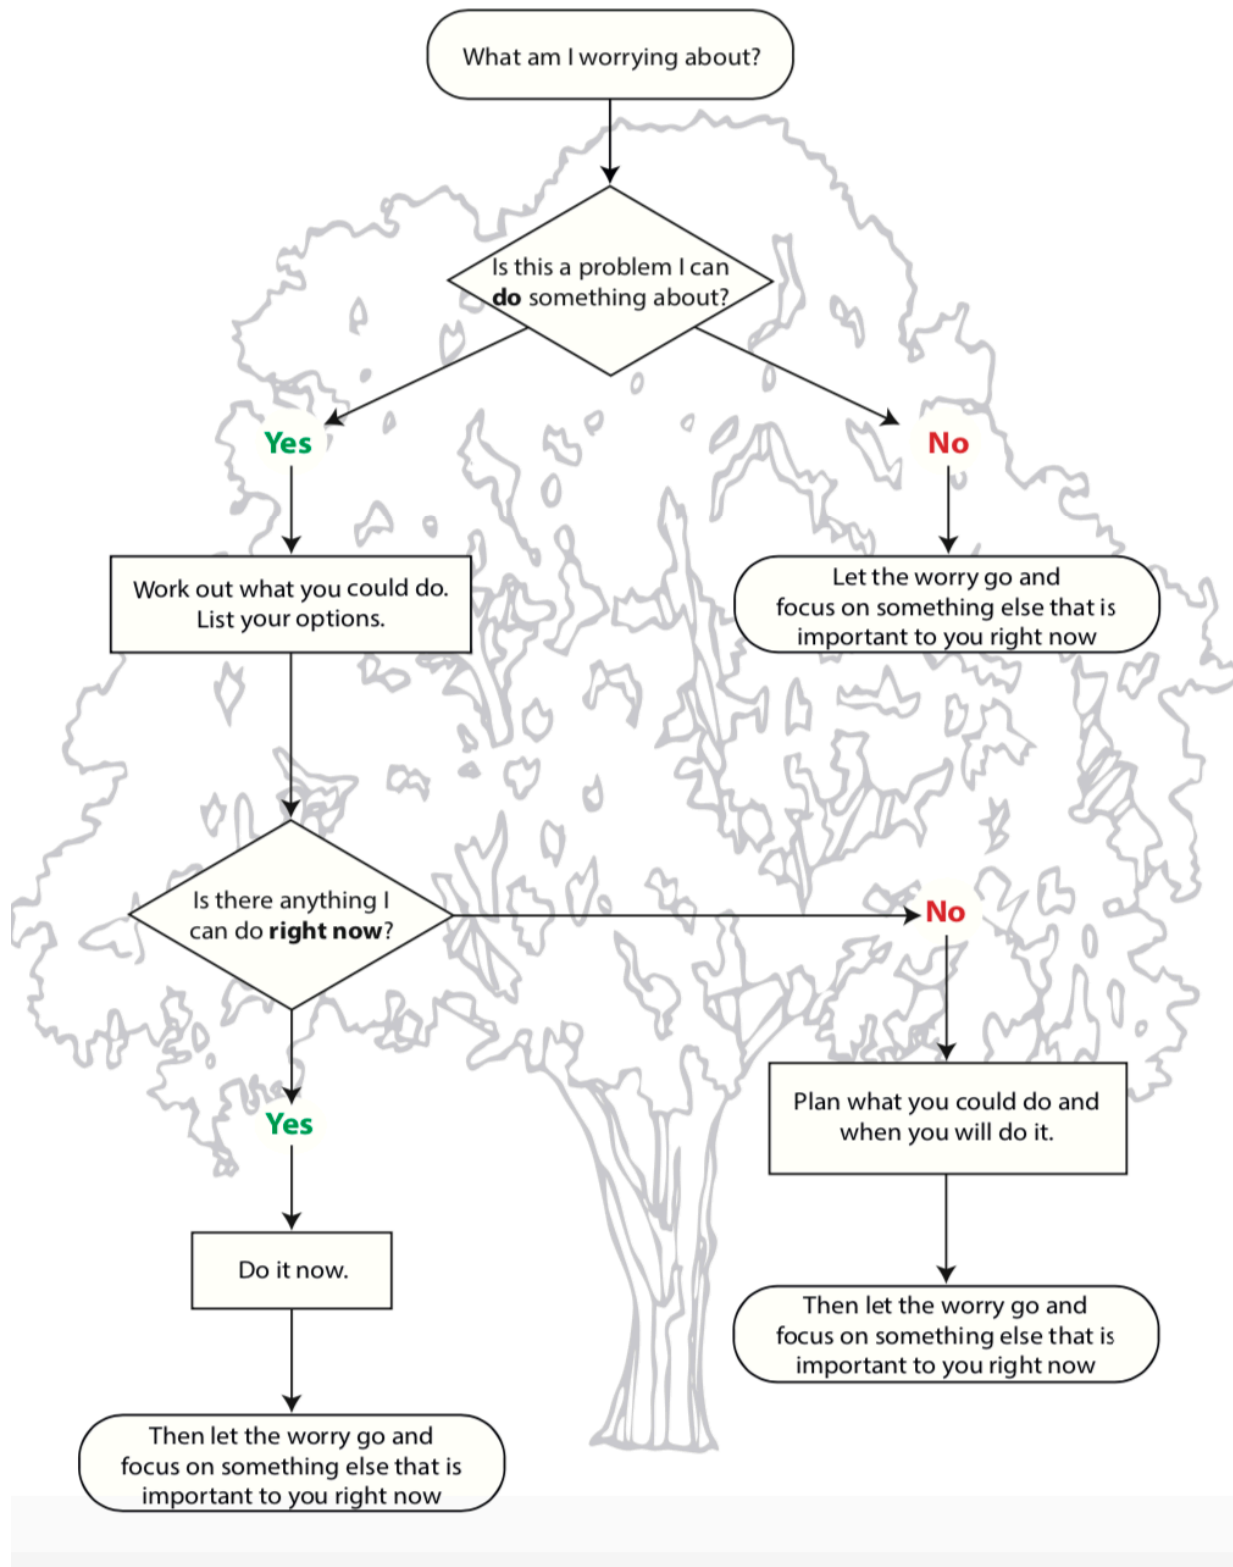 What am I worrying about?
Is this a problem I can
do something about?
Yes
No
Work out what you could do.
List your options.
Let the worry go and
focus on something else that is
important to you right now
Is there anything I
can do right now?
No
Yes
Plan what you could do and
when you will do it.
Do it now.
Then let the worry go and
focus on something else that is
important to you right now
Then let the worry go and
focus on something else that is
important to you right now